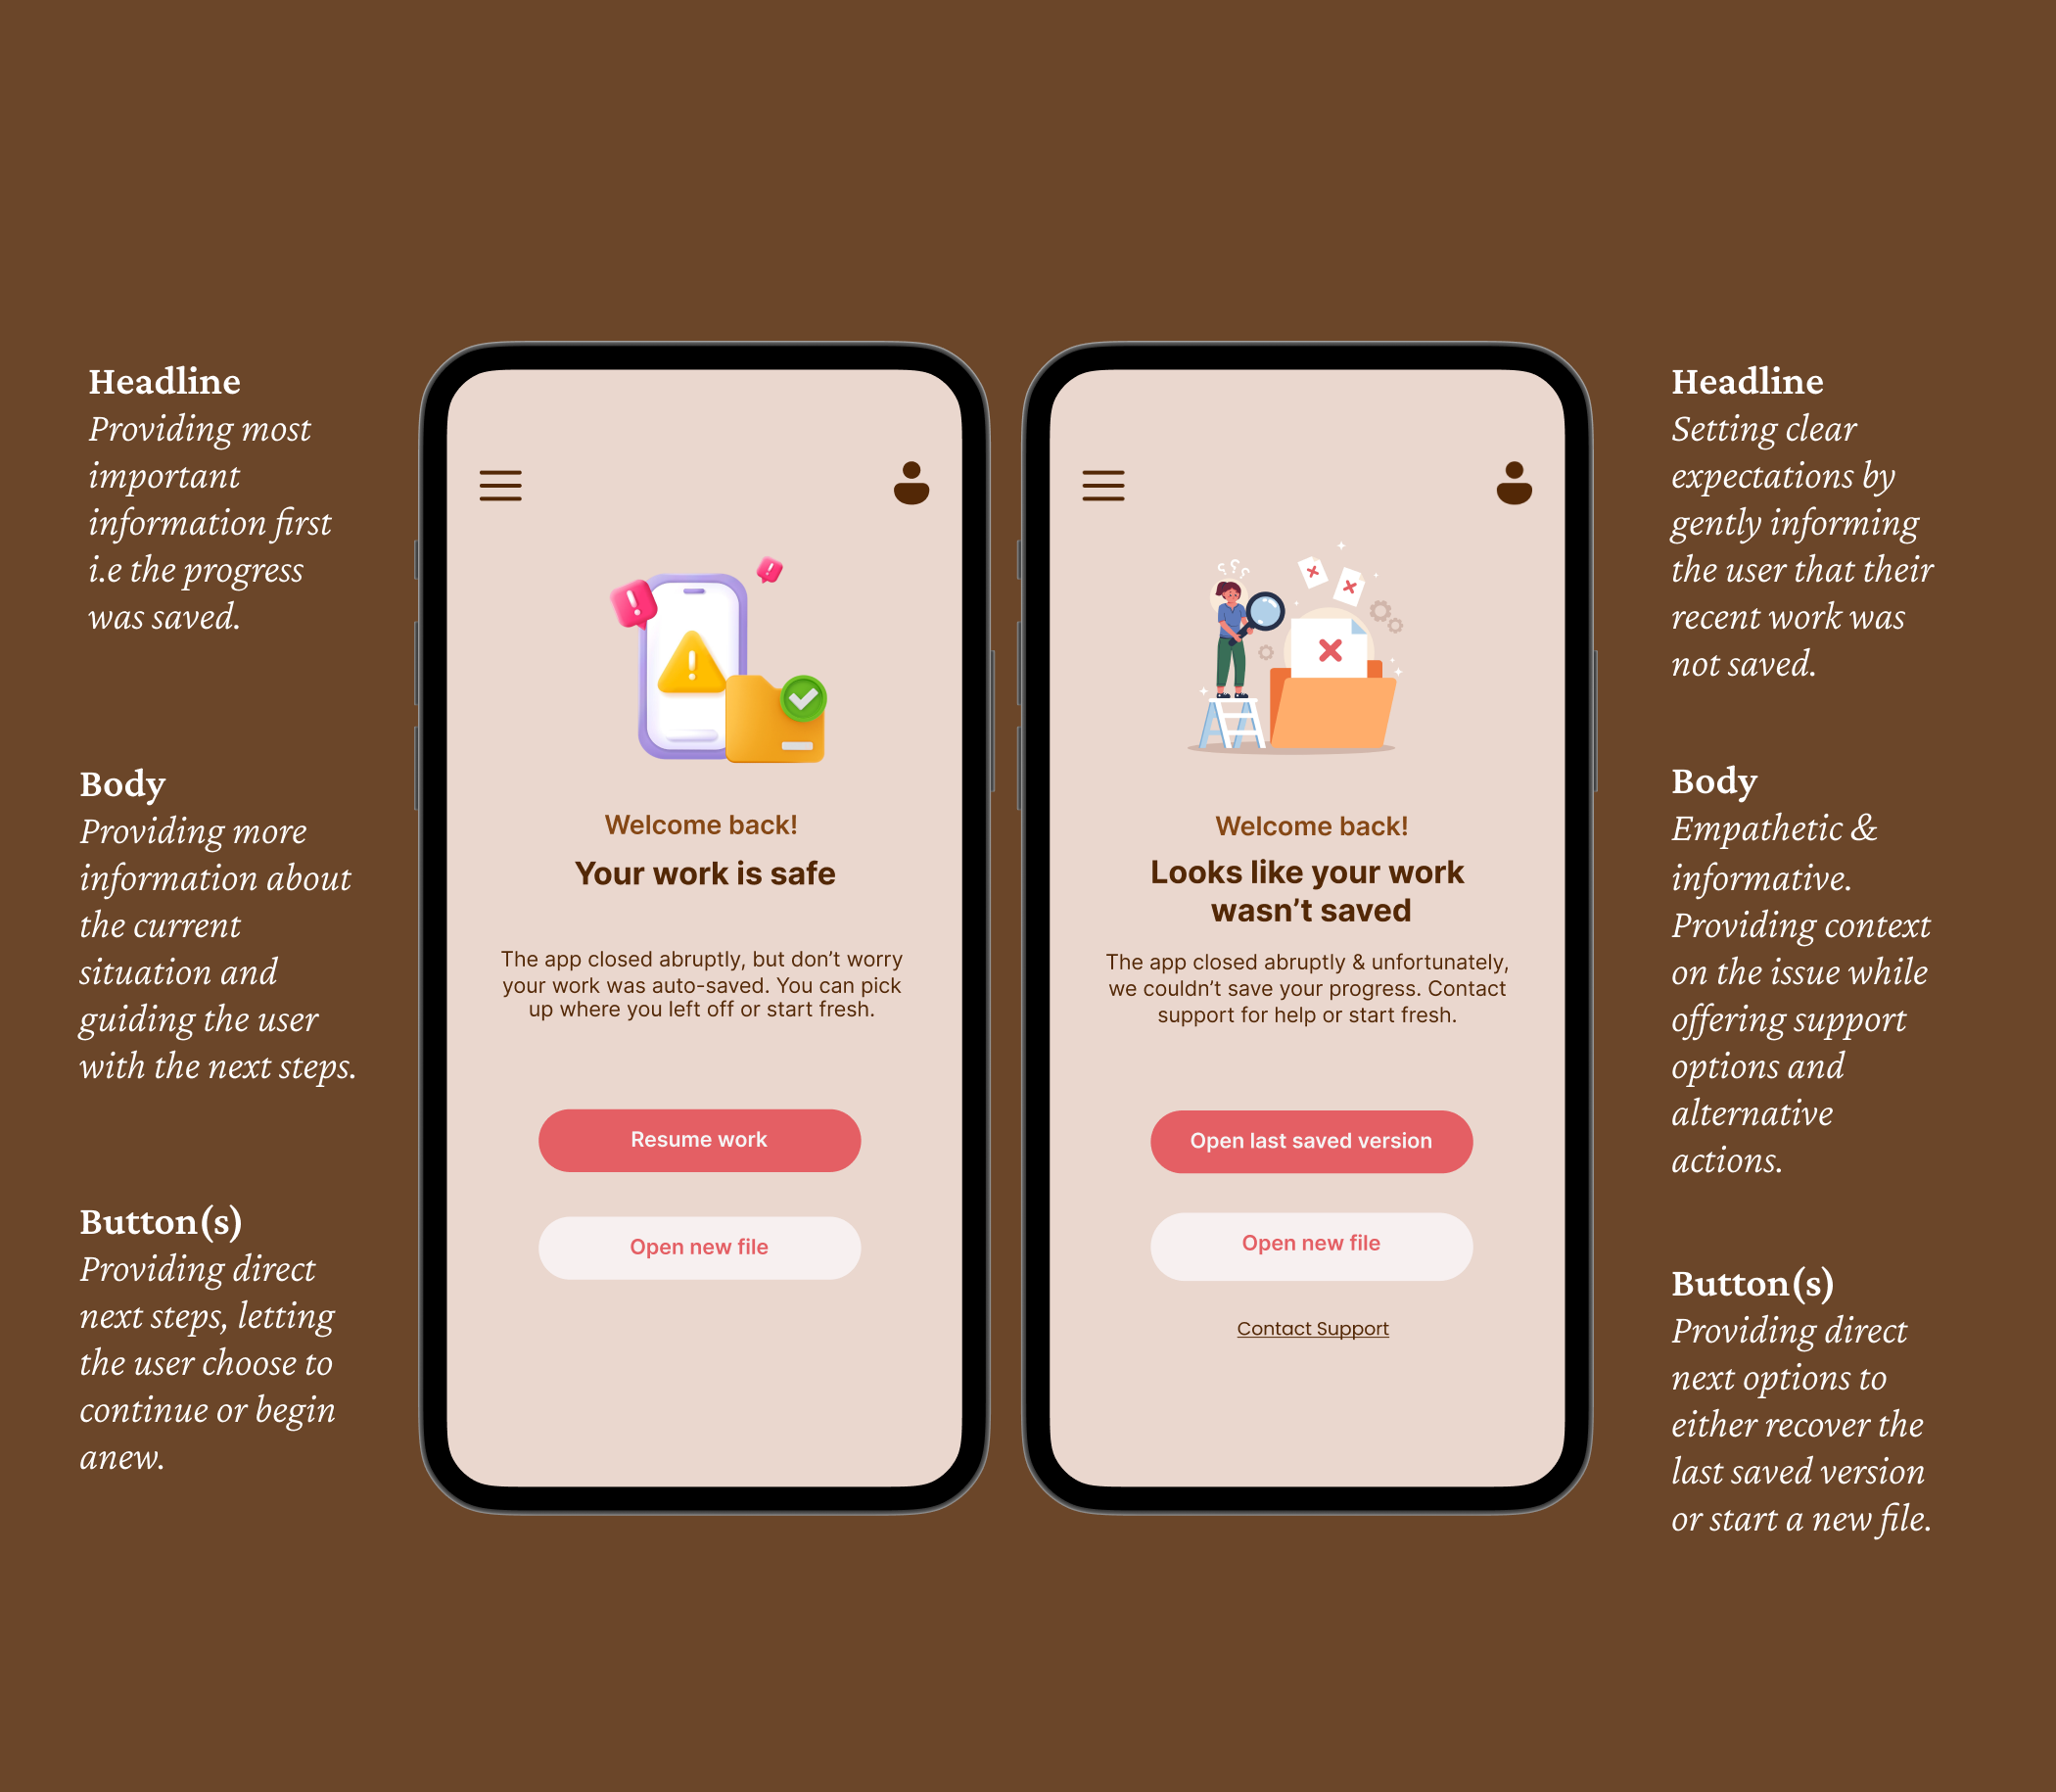 Headline
Providing most
important
information first
i.e the progress
was saved.
Body
Providing more
information about
the current
situation and
guiding the user
with the next steps.
Button(s)
Providing direct
next steps, letting
the user choose to
continue or begin
anew.
Welcome back!
Your work is safe
The app closed abruptly, but don’t worry
your work was auto-saved. You can pick
up where you left off or start fresh.
Resume work
Open new file
Welcome back!
Looks like your work
wasn’t saved
The app closed abruptly & unfortunately,
we couldn’t save your progress. Contact
support for help or start fresh.
Open last saved version
Open new file
Contact Support
Headline
Setting clear
expectations by
gently informing
the user that their
recent work was
not saved.
Body
Empathetic &
informative.
Providing context
on the issue while
offering support
options and
alternative
actions.
Button(s)
Providing direct
next options to
either recover the
last saved version
or start a new file.